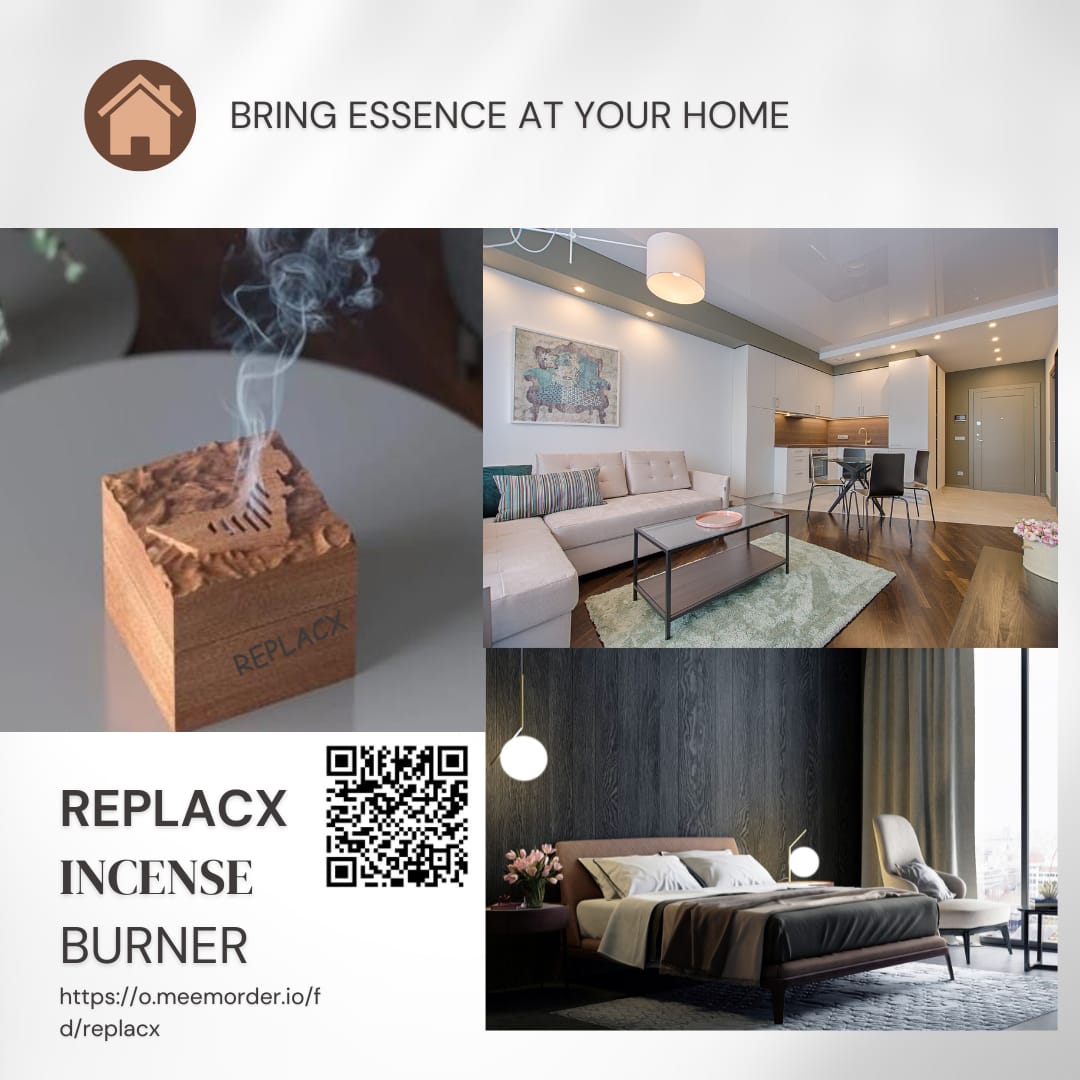 BRING ESSENCE AT YOUR HOME
REPLACX
REPLACX
INCENSE
BURNER
https://o.meemorder.io/f
d/replacx